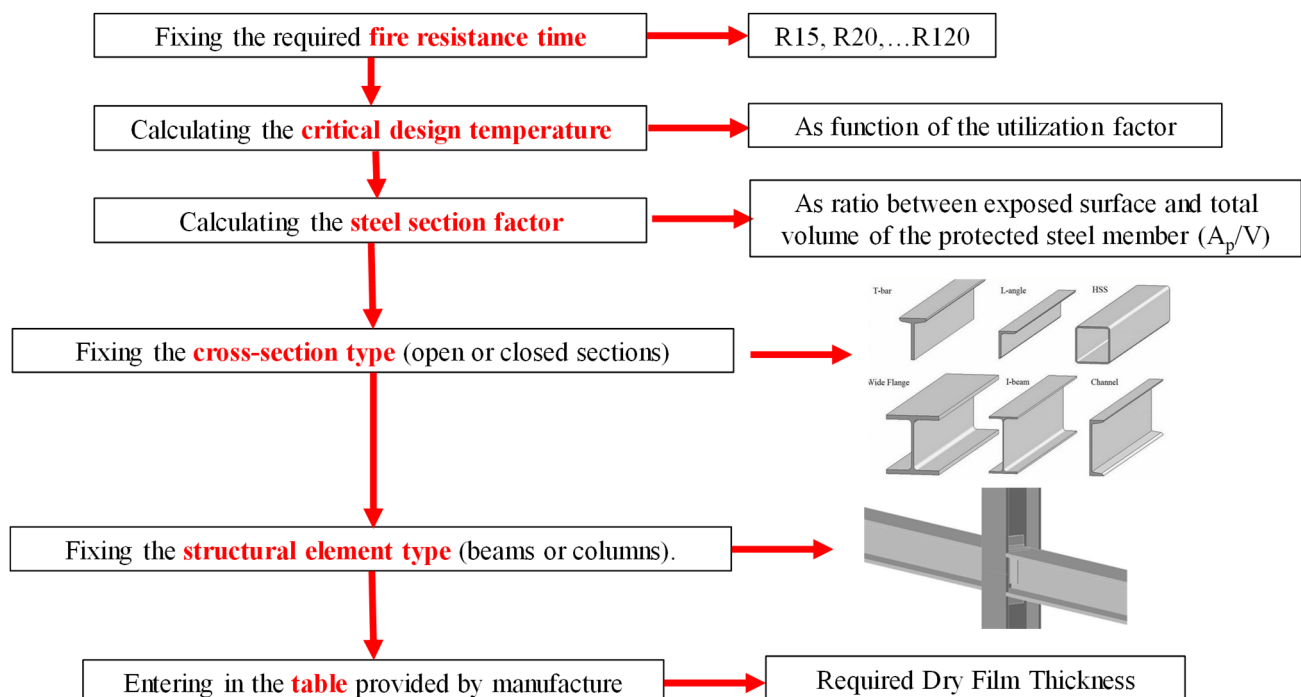 Fixing the required fire resistance time
R15, R20,…R120
Calculating the critical design temperature
As function of the utilization factor
Calculating the steel section factor
As ratio between exposed surface and total
volume of the protected steel member (Ap/V)
T-bar
L-angle
HSS
Fixing the cross-section type (open or closed sections)
Wide Flange
I-beam
Channel
Fixing the structural element type (beams or columns).
Entering in the table provided by manufacture
Required Dry Film Thickness